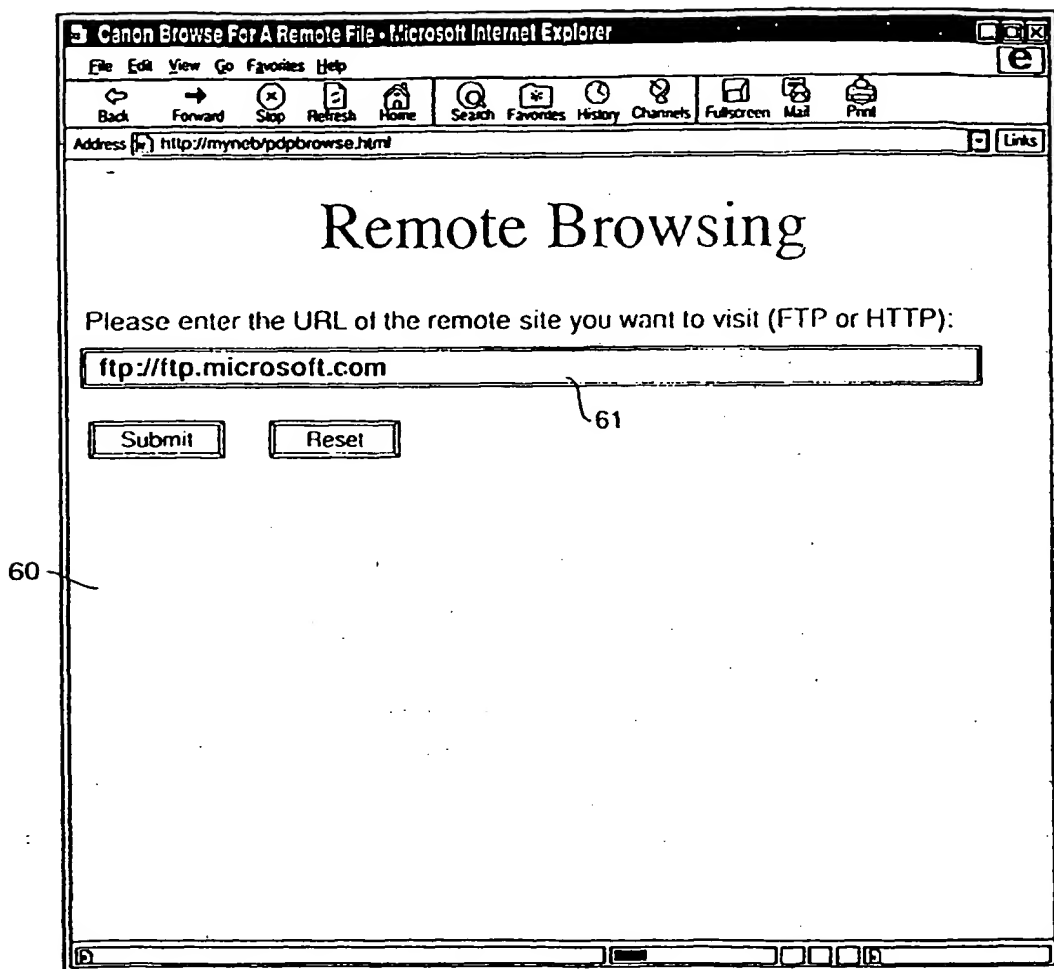 Canon Browse For A Remote File - Microsoft Internet Explorer
File Edit View Go Favorites Help
e
Back Forward Stop Refresh Home Search Favorites History Channels Fullscreen Mail Print
Address http://myneb/pdpbrowse.html Links
Remote Browsing
Please enter the URL of the remote site you want to visit (FTP or HTTP):
ftp://ftp.microsoft.com
61
Submit Reset
60